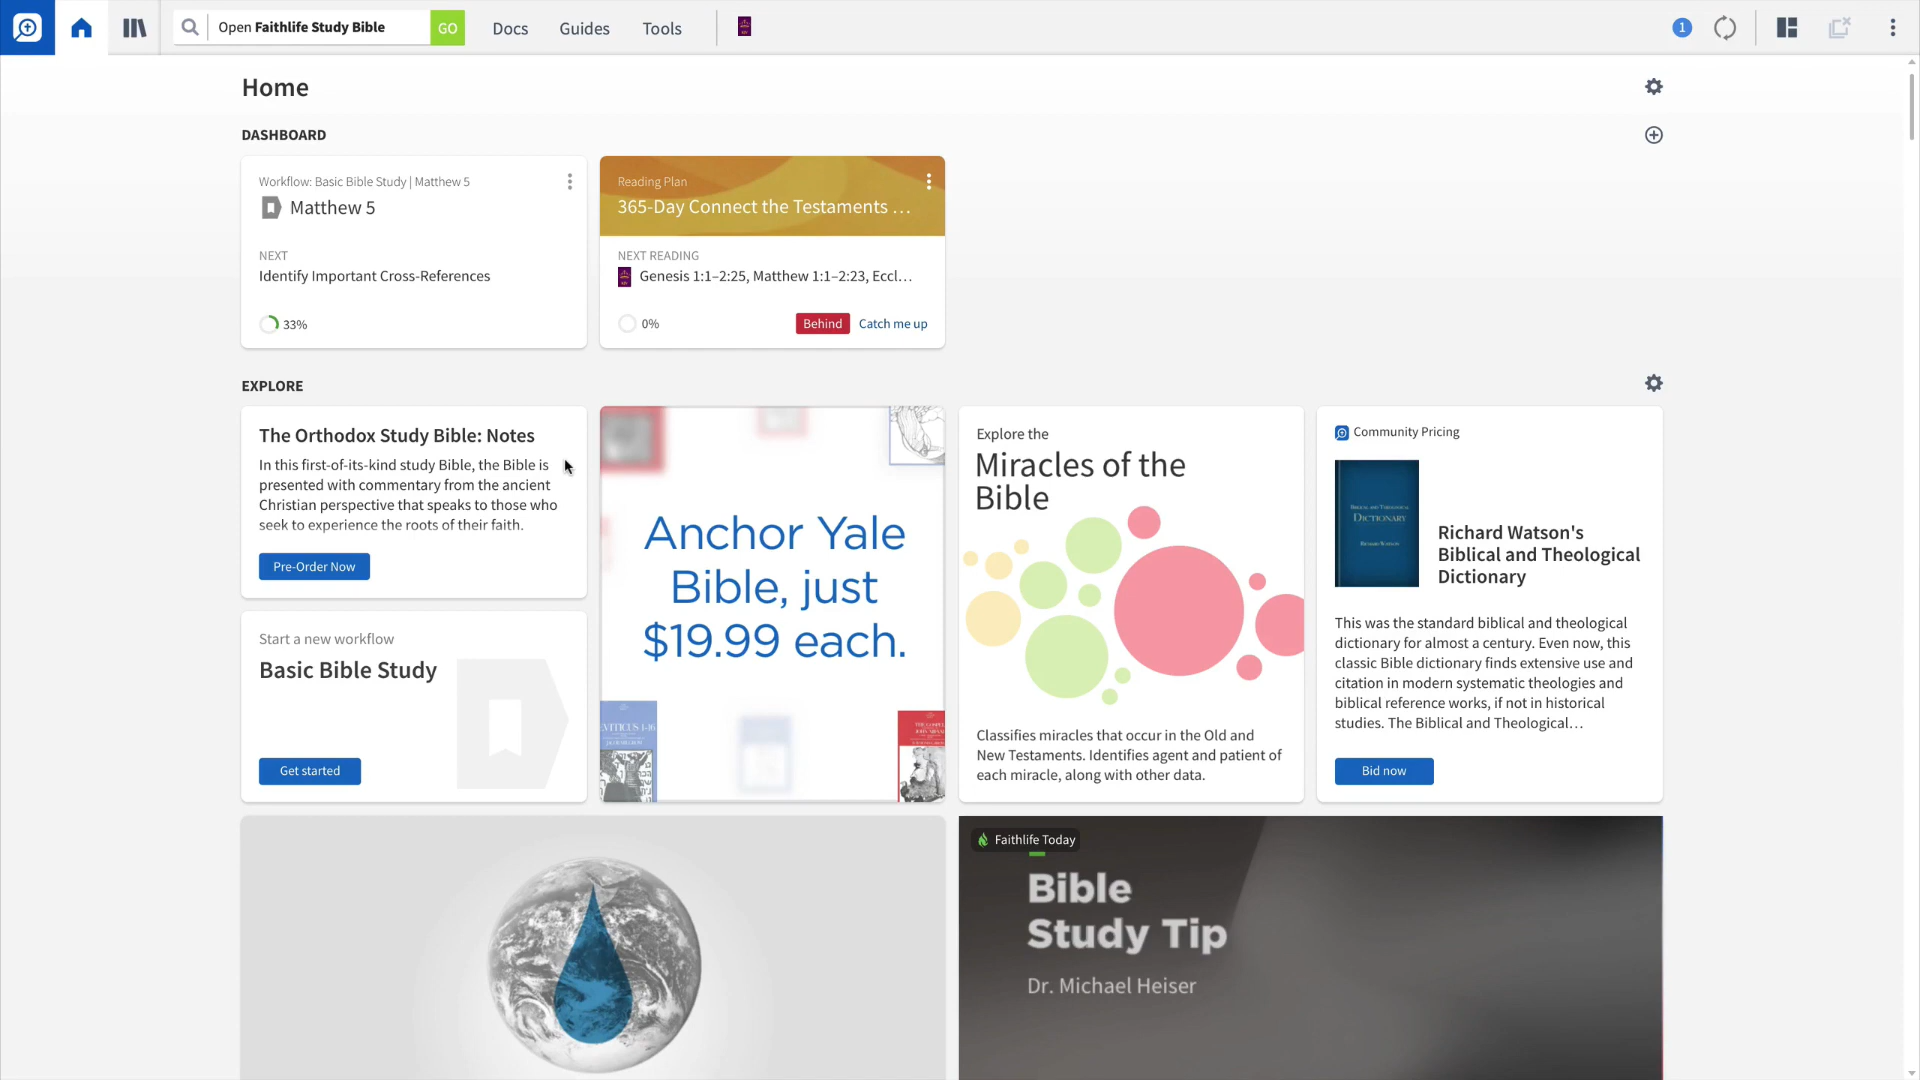 Open Faithlife Study Bible
GO
Docs
Guides
Tools
1
Home
DASHBOARD
Workflow: Basic Bible Study | Matthew 5
Matthew 5
NEXT
Identify Important Cross-References
33%
Reading Plan
365-Day Connect the Testaments …
NEXT READING
Genesis 1:1–2:25, Matthew 1:1–2:23, Eccl…
0%
Behind
Catch me up
EXPLORE
The Orthodox Study Bible: Notes
In this first-of-its-kind study Bible, the Bible is
presented with commentary from the ancient
Christian perspective that speaks to those who
seek to experience the roots of their faith.
Pre-Order Now
Start a new workflow
Basic Bible Study
Get started
Anchor Yale
Bible, just
$19.99 each.
VITICUS 1-16
Explore the
Miracles of the
Bible
Classifies miracles that occur in the Old and
New Testaments. Identifies agent and patient of
each miracle, along with other data.
Community Pricing
BIBLICAL AND THEOLOGICAL
DICTIONARY
RICHARD WATSON
Richard Watson's
Biblical and Theological
Dictionary
This was the standard biblical and theological
dictionary for almost a century. Even now, this
classic Bible dictionary finds extensive use and
citation in modern systematic theologies and
biblical reference works, if not in historical
studies. The Biblical and Theological…
Bid now
Faithlife Today
Bible
Study Tip
Dr. Michael Heiser